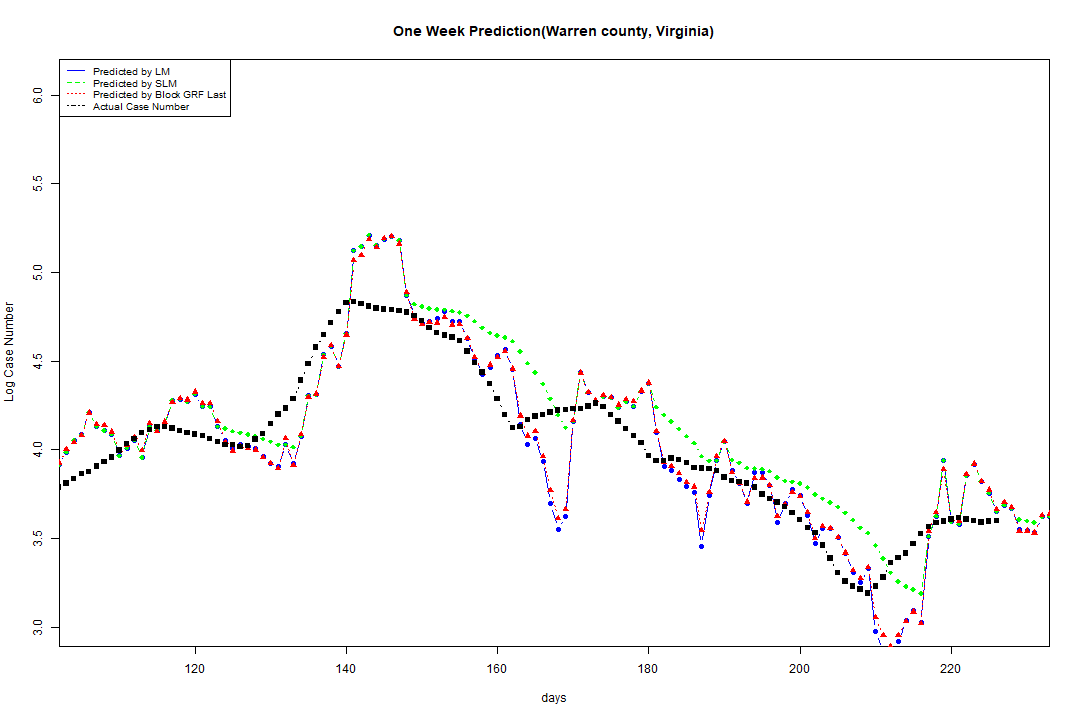 One Week Prediction(Warren county, Virginia)
Predicted by LM
Predicted by SLM
Predicted by Block GRF Last
Actual Case Number
Log Case Number
6.0
5.5
5.0
4.5
4.0
3.5
3.0
120 140 160 180 200 220
days